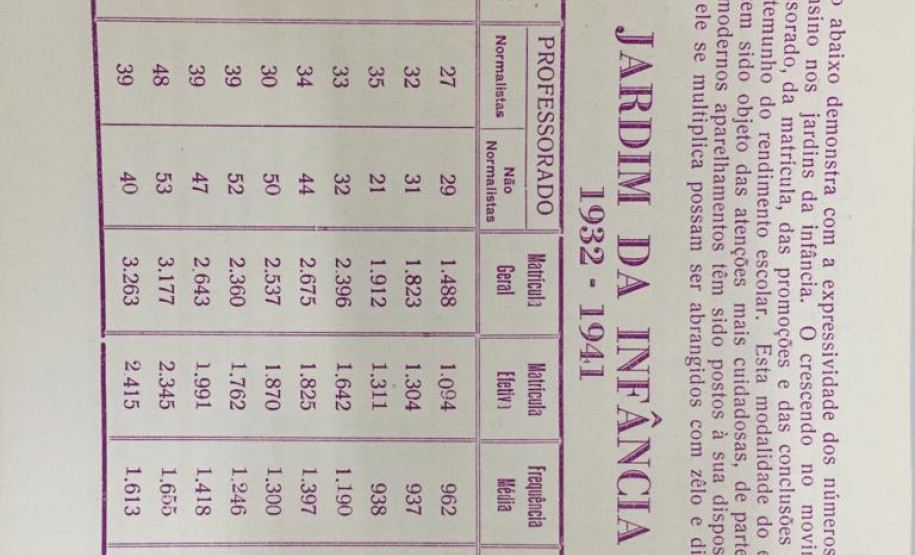 abaixo demonstra com a expressividade dos números
nos jardins da infância. O crescendo no
da matrícula, das promoções e das conclusões
do rendimento escolar. Esta modalidade do
sido objeto das atenções mais cuidadosas, de parte
modernos aparelhamentos têm sido postos à sua
ele se multiplica possam ser abrangidos com zêlo e
JARDIM DA INFÂNCIA
1932 - 1941
PROFESSORADO Matrícula Geral Matrícula Efetiva Frequência Média
Normalistas Não Normalistas
27 29 1.488 1.094 962
32 31 1.823 1.304 937
35 21 1.912 1.311 938
33 32 2.396 1.642 1.190
34 44 2.675 1.825 1.397
30 50 2.537 1.870 1.300
39 52 2.360 1.762 1.246
39 47 2.643 1.991 1.418
48 53 3.177 2.345 1.655
39 40 3.263 2.415 1.613